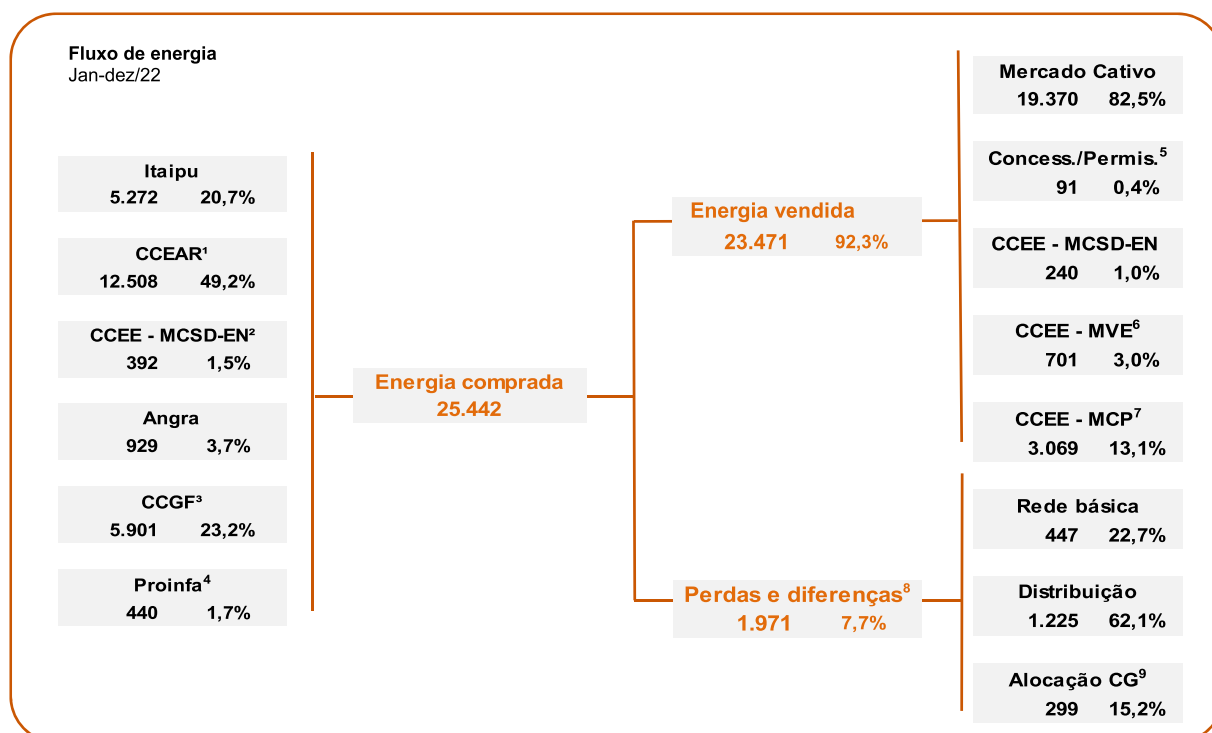 Fluxo de energia
Jan-dez/22
Itaipu
5.272 20,7%
CCEAR¹
12.508 49,2%
CCEE - MCSD-EN²
392 1,5%
Angra
929 3,7%
CCGF³
5.901 23,2%
Proinfa⁴
440 1,7%
Energia comprada
25.442
Energia vendida
23.471 92,3%
Perdas e diferenças⁸
1.971 7,7%
Mercado Cativo
19.370 82,5%
Concess./Permis.⁵
91 0,4%
CCEE - MCSD-EN
240 1,0%
CCEE - MVE⁶
701 3,0%
CCEE - MCP⁷
3.069 13,1%
Rede básica
447 22,7%
Distribuição
1.225 62,1%
Alocação CG⁹
299 15,2%